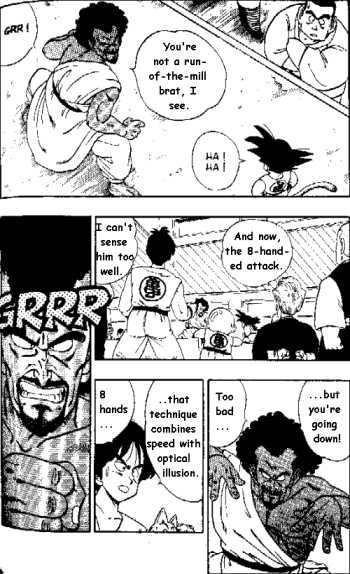 GRR!
You're
not a run-
of-the-mill
brat, I
see.
HA!
HA!
I can't
sense
him too
well.
And now,
the 8-hand-
ed attack.
GRRR
8
hands
...
..that
technique
combines
speed with
optical
illusion.
Too
bad
...
...but
you're
going
down!